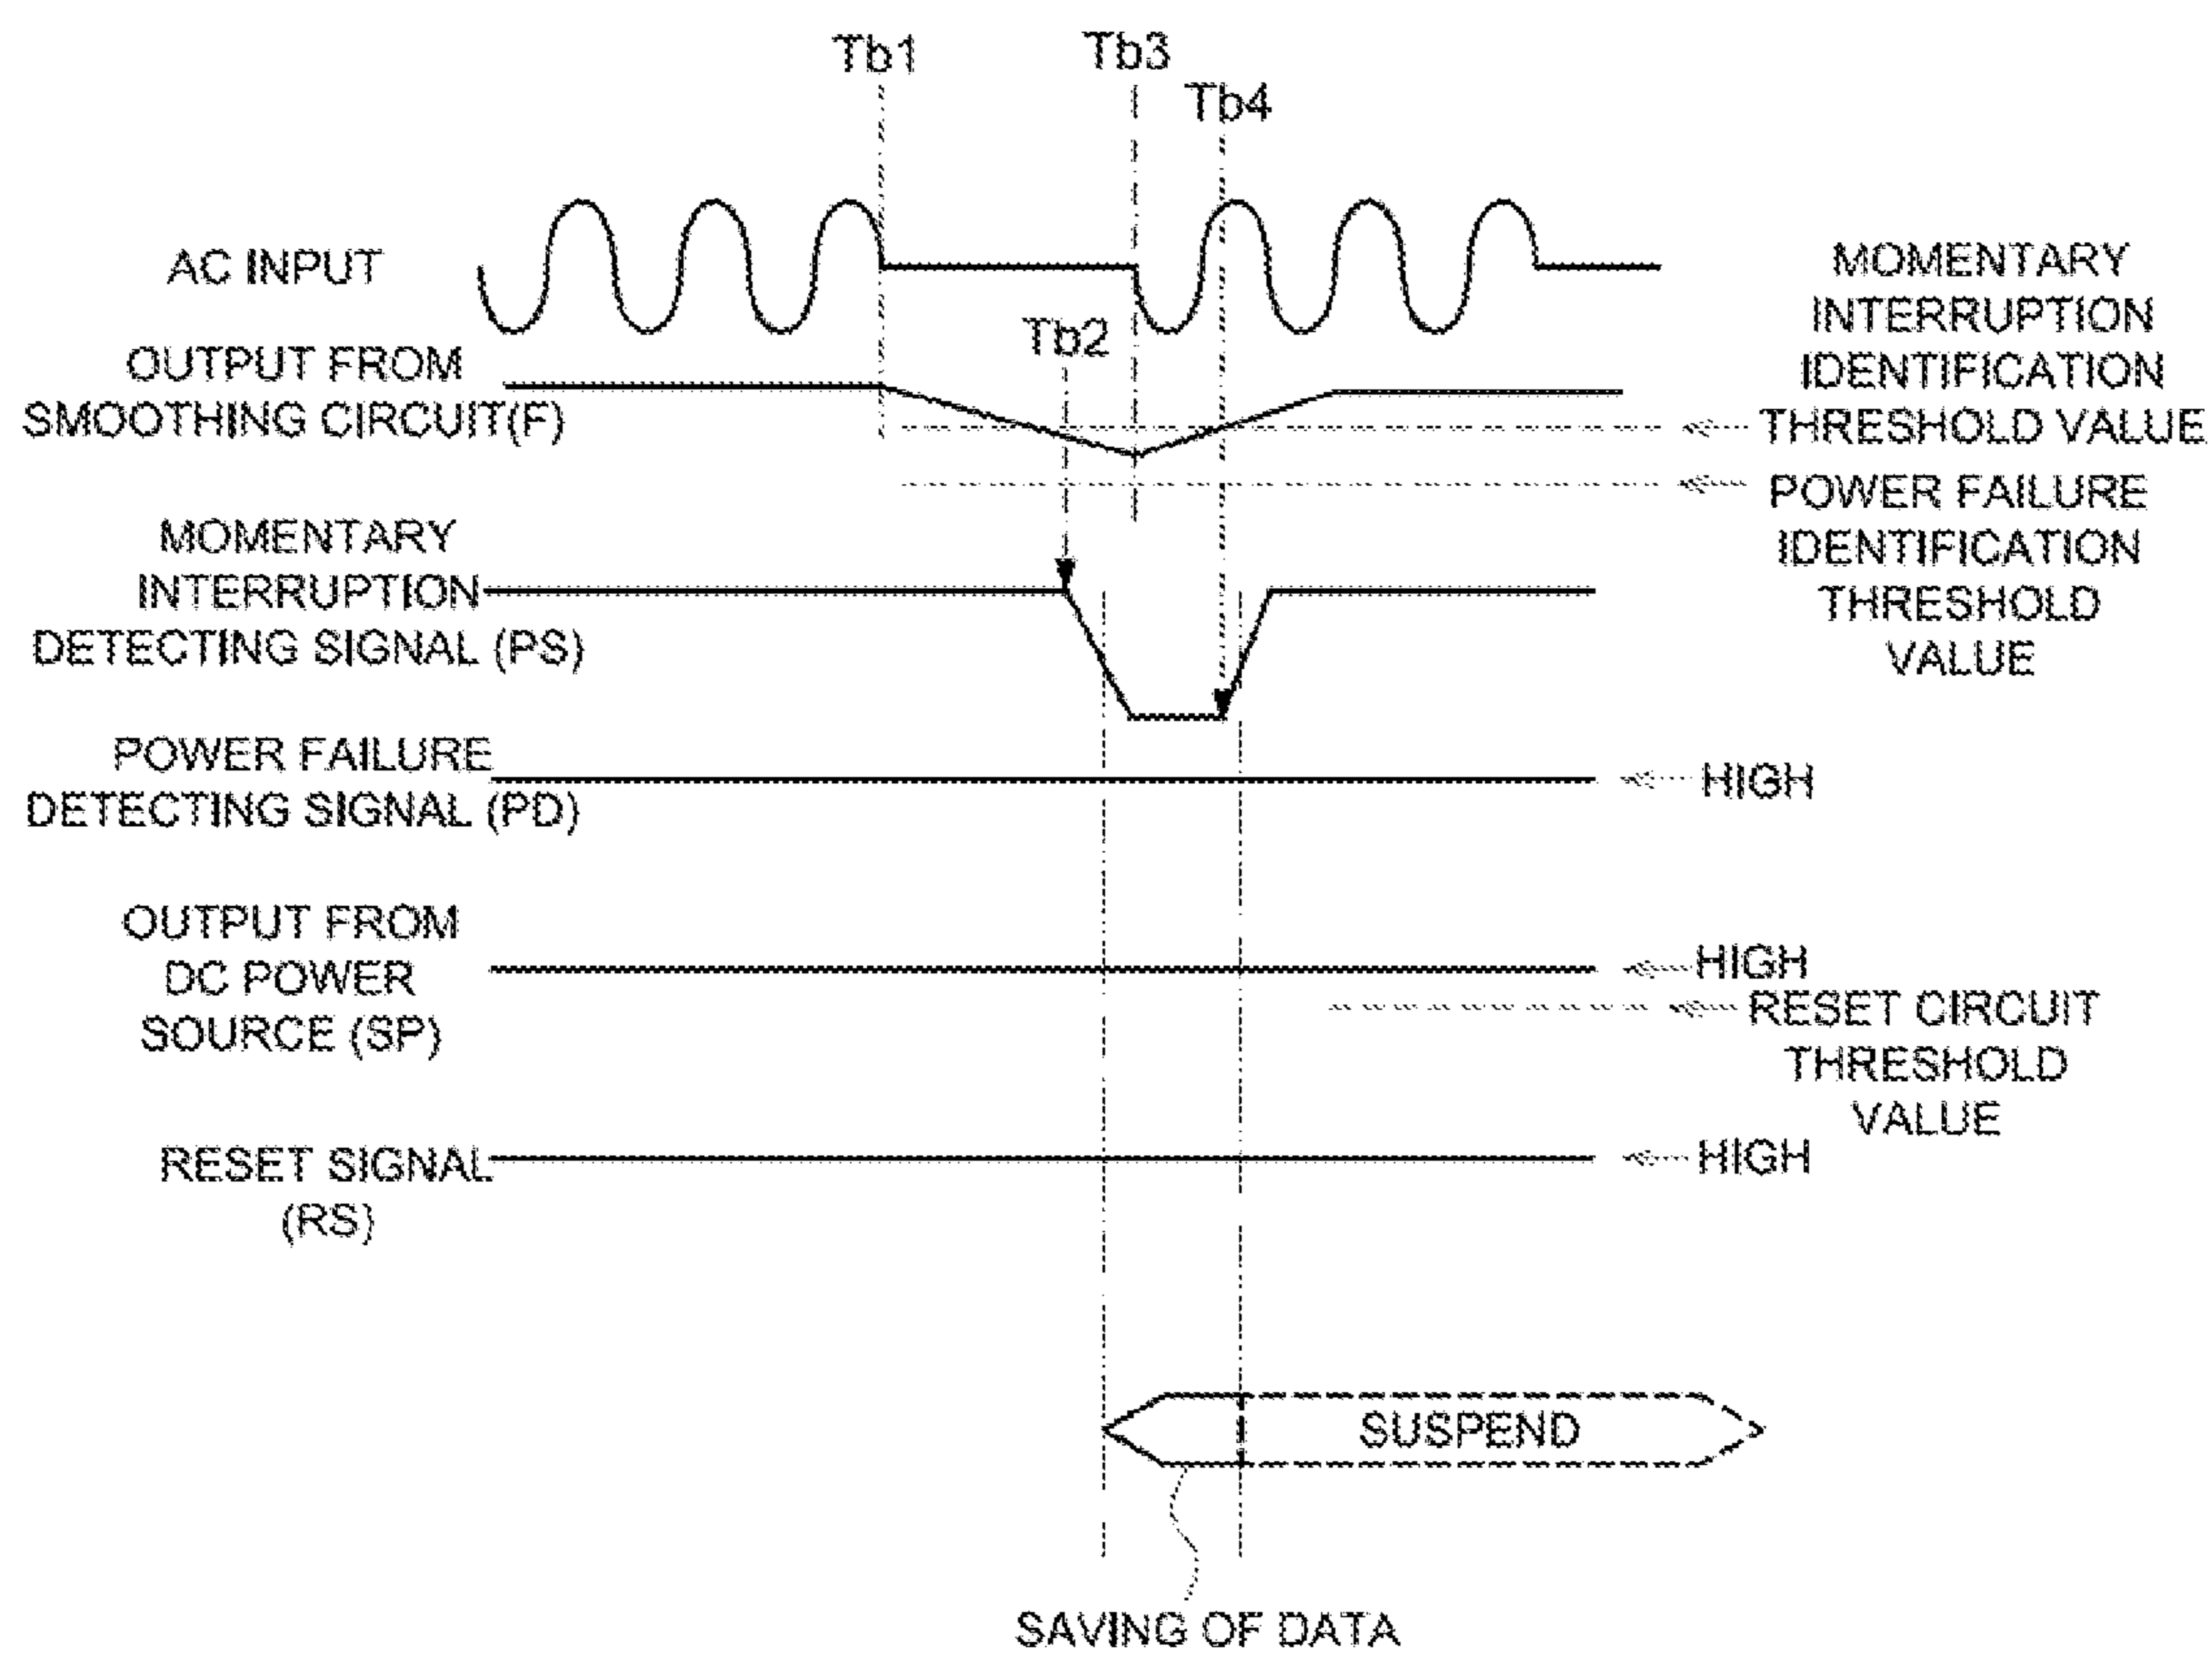 Tb1
Tb3
Tb4
AC INPUT
Tb2
OUTPUT FROM
SMOOTHING CIRCUIT(F)
MOMENTARY
INTERRUPTION
IDENTIFICATION
THRESHOLD VALUE
POWER FAILURE
IDENTIFICATION
THRESHOLD
VALUE
MOMENTARY
INTERRUPTION
DETECTING SIGNAL (PS)
POWER FAILURE
DETECTING SIGNAL (PD)
HIGH
OUTPUT FROM
DC POWER
SOURCE (SP)
HIGH
RESET CIRCUIT
THRESHOLD
VALUE
RESET SIGNAL
(RS)
HIGH
SUSPEND
SAVING OF DATA